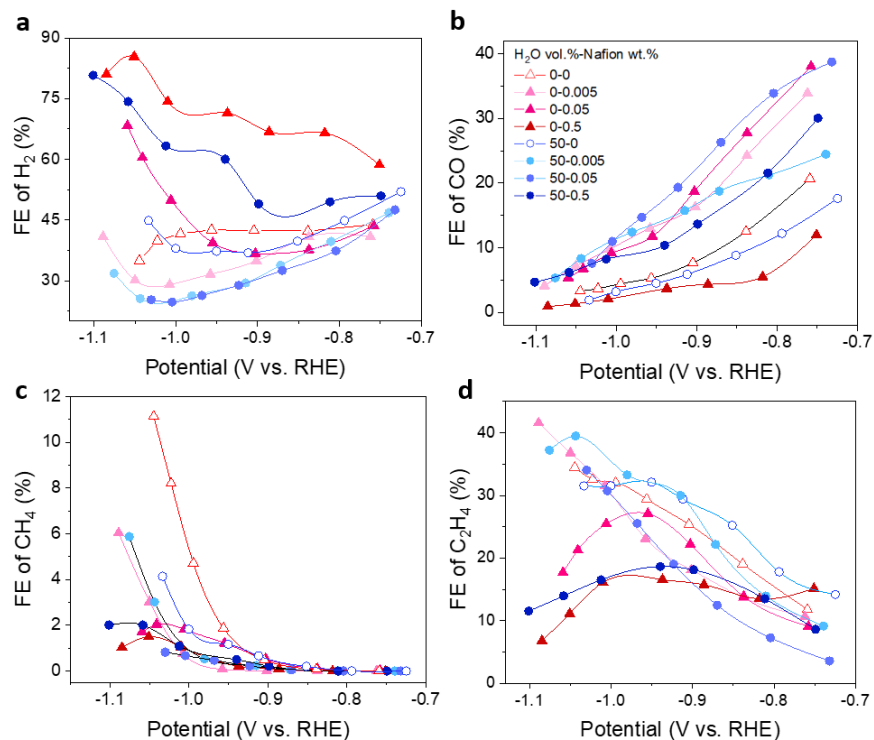 a
90
75
60
45
30
FE of H₂ (%)
-1.1 -1.0 -0.9 -0.8 -0.7
Potential (V vs. RHE)
b
40
30
20
10
0
FE of CO (%)
H₂O vol.%-Nafion wt.%
0-0
0-0.005
0-0.05
0-0.5
50-0
50-0.005
50-0.05
50-0.5
-1.1 -1.0 -0.9 -0.8 -0.7
Potential (V vs. RHE)
c
12
10
8
6
4
2
0
FE of CH₄ (%)
-1.1 -1.0 -0.9 -0.8 -0.7
Potential (V vs. RHE)
d
40
30
20
10
0
FE of C₂H₄ (%)
-1.1 -1.0 -0.9 -0.8 -0.7
Potential (V vs. RHE)